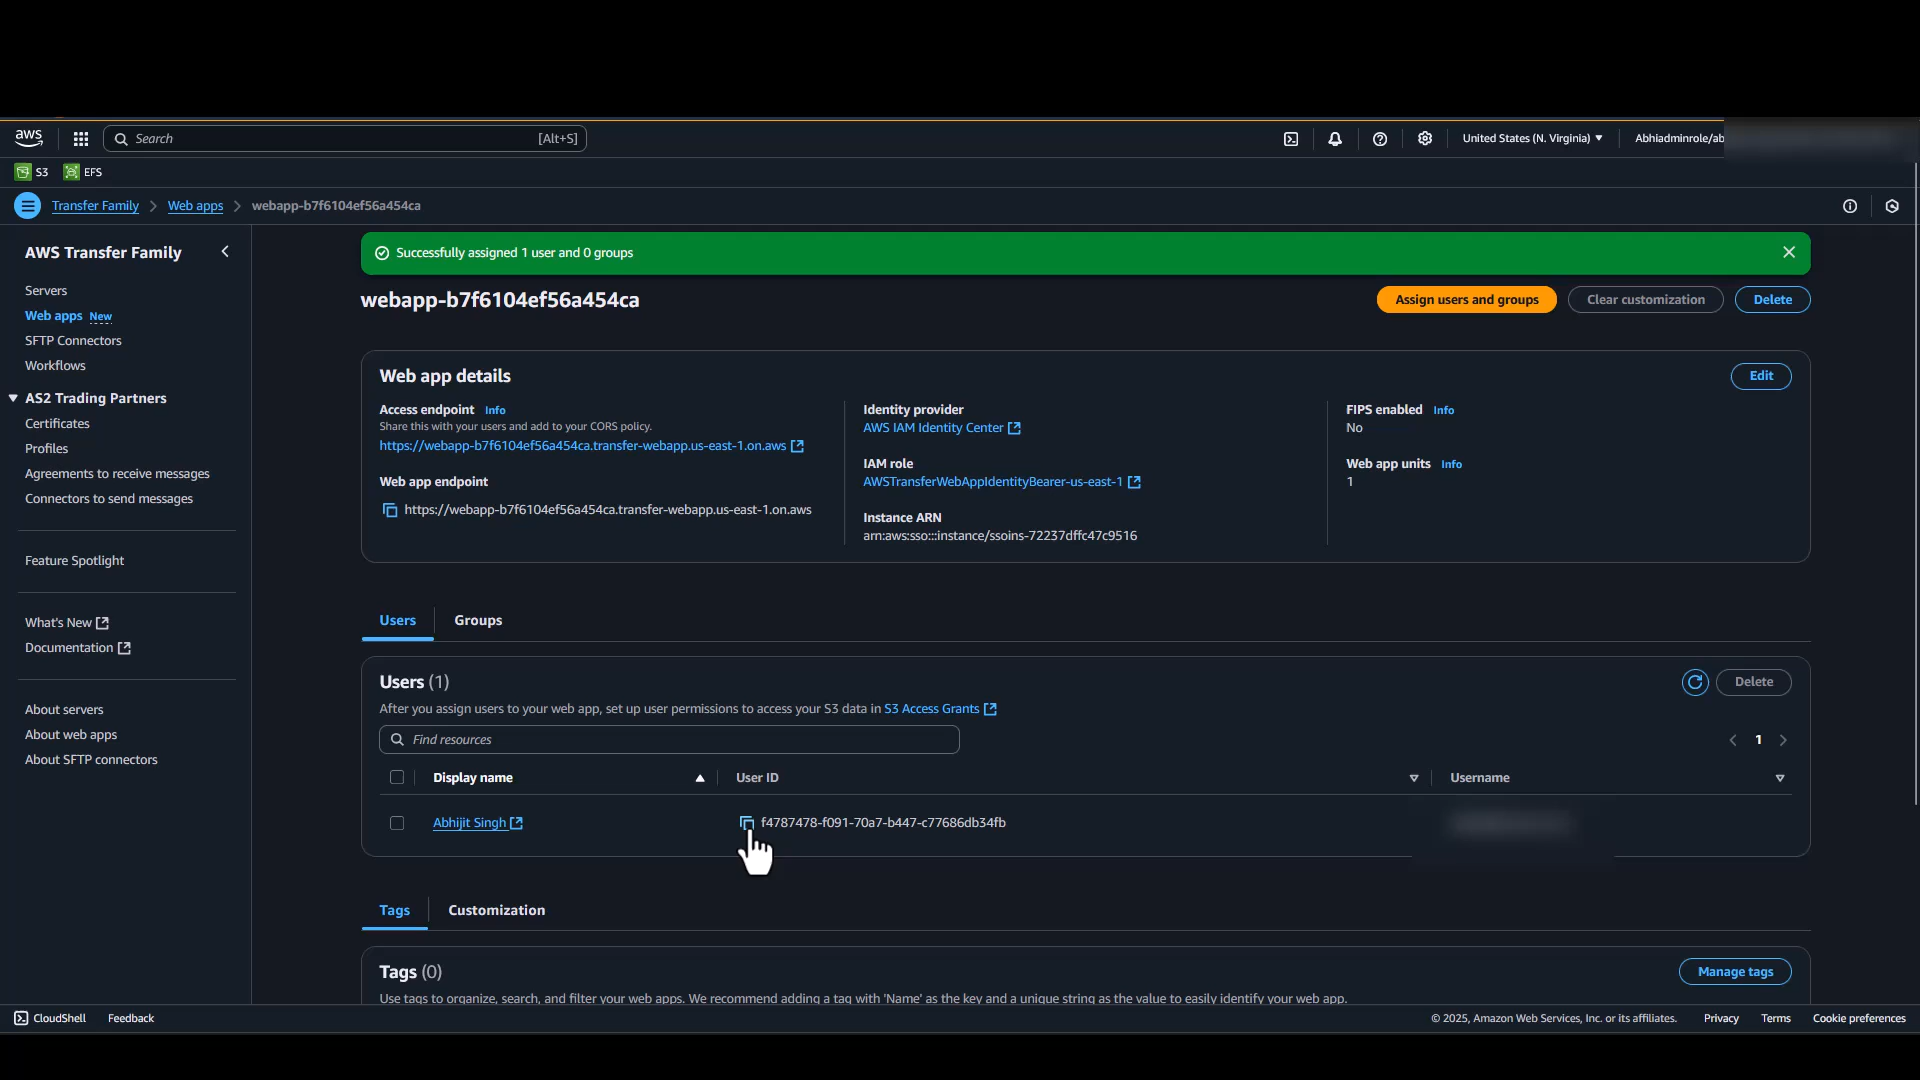 aws
Search [Alt+S]
United States (N. Virginia)
Abhiadminrole/ab
S3 EFS
Transfer Family > Web apps > webapp-b7f6104ef56a454ca
AWS Transfer Family
Servers
Web apps New
SFTP Connectors
Workflows
AS2 Trading Partners
Certificates
Profiles
Agreements to receive messages
Connectors to send messages
Feature Spotlight
What's New
Documentation
About servers
About web apps
About SFTP connectors
Successfully assigned 1 user and 0 groups
webapp-b7f6104ef56a454ca
Assign users and groups
Clear customization
Delete
Web app details
Edit
Access endpoint Info
Share this with your users and add to your CORS policy.
https://webapp-b7f6104ef56a454ca.transfer-webapp.us-east-1.on.aws
Web app endpoint
https://webapp-b7f6104ef56a454ca.transfer-webapp.us-east-1.on.aws
Identity provider
AWS IAM Identity Center
IAM role
AWSTransferWebAppIdentityBearer-us-east-1
Instance ARN
arn:aws:sso:::instance/ssoins-72237dffc47c9516
FIPS enabled Info
No
Web app units Info
1
Users Groups
Users (1)
Delete
After you assign users to your web app, set up user permissions to access your S3 data in S3 Access Grants
Find resources
1
Display name User ID Username
Abhijit Singh f4787478-f091-70a7-b447-c77686db34fb
Tags Customization
Tags (0)
Manage tags
Use tags to organize, search, and filter your web apps. We recommend adding a tag with 'Name' as the key and a unique string as the value to easily identify your web app.
CloudShell Feedback
© 2025, Amazon Web Services, Inc. or its affiliates. Privacy Terms Cookie preferences